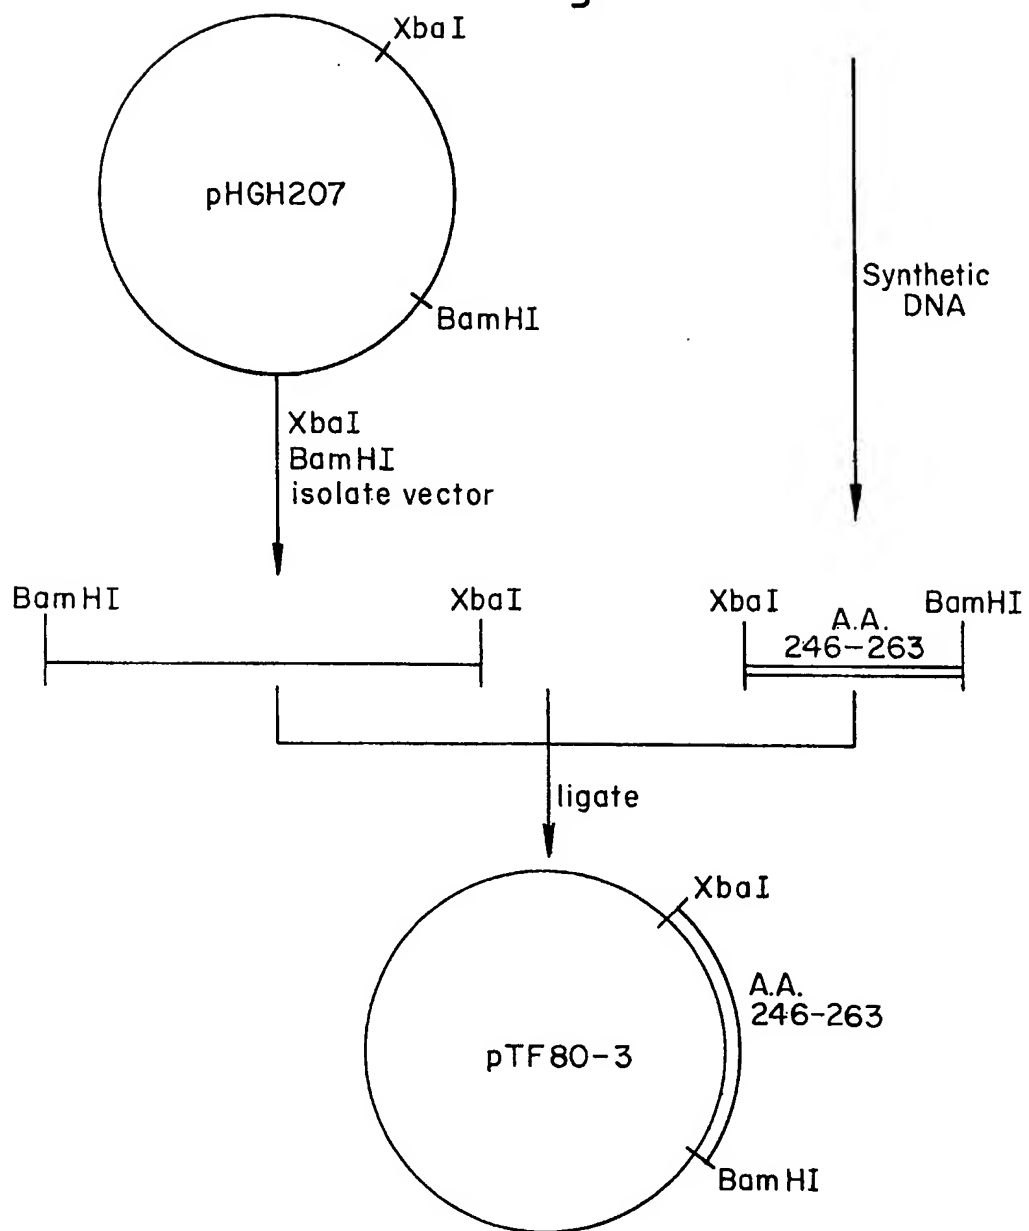 XbaI
pHGH207
BamHI
Synthetic
DNA
XbaI
BamHI
isolate vector
BamHI
XbaI
XbaI
A.A.
246-263
BamHI
ligate
XbaI
A.A.
246-263
pTF80-3
BamHI